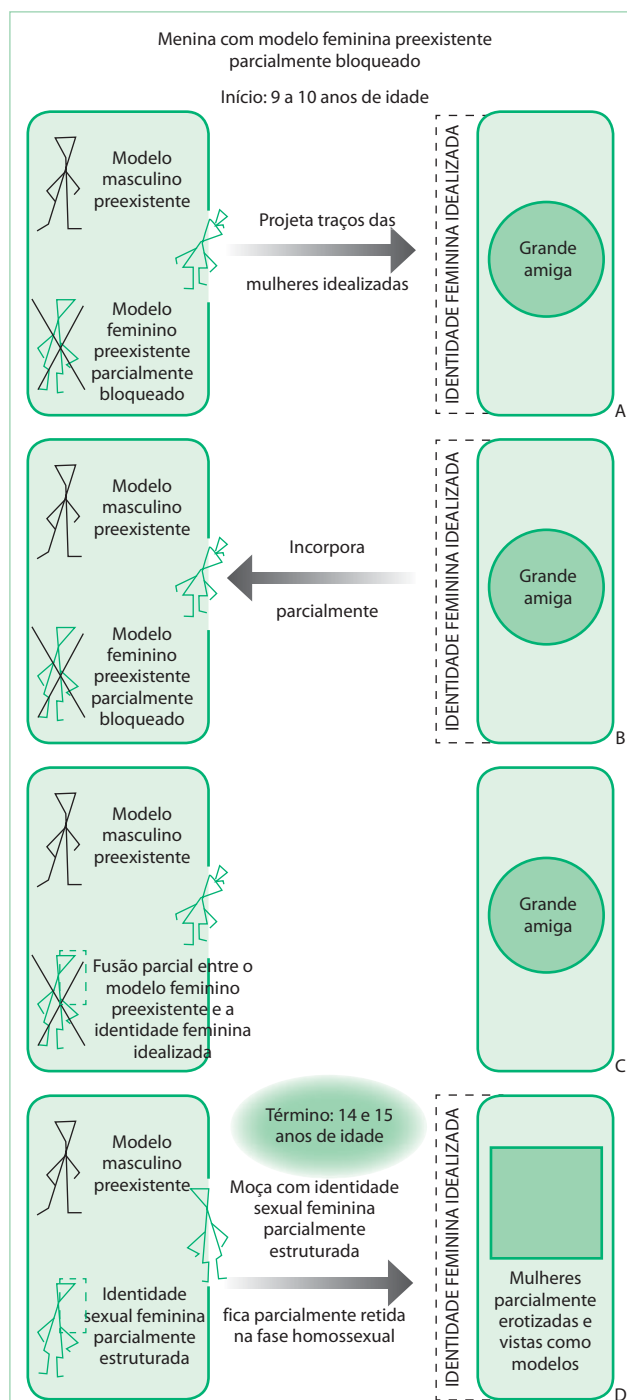 Menina com modelo feminina preexistente
parcialmente bloqueado
Início: 9 a 10 anos de idade
Modelo
masculino
preexistente
Modelo
feminino
preexistente
parcialmente
bloqueado
Projeta traços das
mulheres idealizadas
IDENTIDADE FEMININA IDEALIZADA
Grande
amiga
A
Modelo
masculino
preexistente
Modelo
feminino
preexistente
parcialmente
bloqueado
Incorpora
parcialmente
IDENTIDADE FEMININA IDEALIZADA
Grande
amiga
B
Modelo
masculino
preexistente
Fusão parcial entre o
modelo feminino
preexistente e a
identidade feminina
idealizada
Grande
amiga
C
Modelo
masculino
preexistente
Identidade
sexual feminina
parcialmente
estruturada
Término: 14 e 15
anos de idade
Moça com identidade
sexual feminina
parcialmente
estruturada
fica parcialmente retida
na fase homossexual
IDENTIDADE FEMININA IDEALIZADA
Mulheres
parcialmente
erotizadas e
vistas como
modelos
D